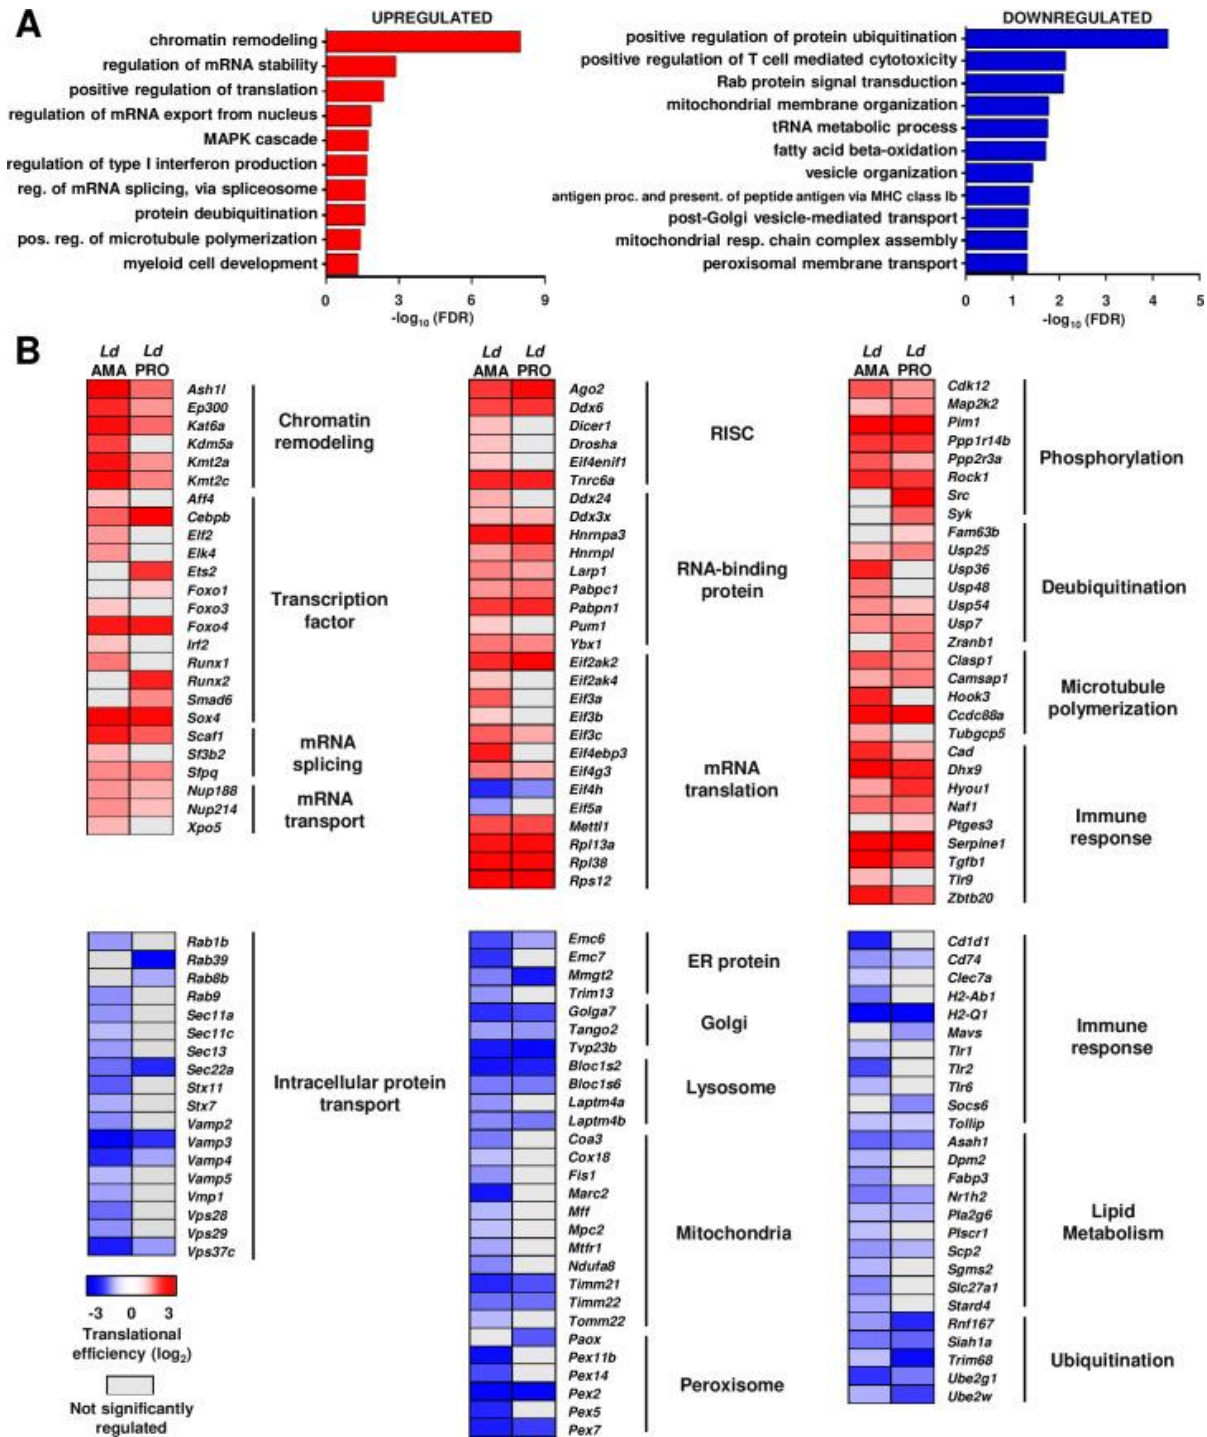 A
UPREGULATED
chromatin remodeling
regulation of mRNA stability
positive regulation of translation
regulation of mRNA export from nucleus
MAPK cascade
regulation of type I interferon production
reg. of mRNA splicing, via spliceosome
protein deubiquitination
pos. reg. of microtubule polymerization
myeloid cell development
0 3 6 9
-log10 (FDR)
DOWNREGULATED
positive regulation of protein ubiquitination
positive regulation of T cell mediated cytotoxicity
Rab protein signal transduction
mitochondrial membrane organization
tRNA metabolic process
fatty acid beta-oxidation
vesicle organization
antigen proc. and present. of peptide antigen via MHC class Ib
post-Golgi vesicle-mediated transport
mitochondrial resp. chain complex assembly
peroxisomal membrane transport
0 1 2 3 4 5
-log10 (FDR)
B
Ld Ld
AMA PRO
Ash1l
Ep300
Kat6a
Kdm5a
Kmt2a
Kmt2c
Chromatin
remodeling
Aff4
Cebpb
Elf2
Elk4
Ets2
Foxo1
Foxo3
Foxo4
Irf2
Runx1
Runx2
Smad6
Sox4
Transcription
factor
Scaf1
Sf3b2
Sfpq
mRNA
splicing
Nup188
Nup214
Xpo5
mRNA
transport
Ld Ld
AMA PRO
Ago2
Ddx6
Dicer1
Drosha
Eif4enif1
Tnrc6a
RISC
Ddx24
Ddx3x
Hnrnpa3
Hnrnpl
Larp1
Pabpc1
Pabpn1
Pum1
Ybx1
RNA-binding
protein
Eif2ak2
Eif2ak4
Eif3a
Eif3b
Eif3c
Eif4ebp3
Eif4g3
Eif4h
Eif5a
Mettl1
Rpl13a
Rpl38
Rps12
mRNA
translation
Ld Ld
AMA PRO
Cdk12
Map2k2
Pim1
Ppp1r14b
Ppp2r3a
Rock1
Src
Syk
Phosphorylation
Fam63b
Usp25
Usp36
Usp48
Usp54
Usp7
Zranb1
Deubiquitination
Clasp1
Camsap1
Hook3
Ccdc88a
Tubgcp5
Microtubule
polymerization
Cad
Dhx9
Hyou1
Naf1
Ptges3
Serpine1
Tgfb1
Tlr9
Zbtb20
Immune
response
Rab1b
Rab39
Rab8b
Rab9
Sec11a
Sec11c
Sec13
Sec22a
Stx11
Stx7
Vamp2
Vamp3
Vamp4
Vamp5
Vmp1
Vps28
Vps29
Vps37c
Intracellular protein
transport
-3 0 3
Translational
efficiency (log2)
Not significantly
regulated
Emc6
Emc7
Mmgt2
Trim13
ER protein
Golga7
Tango2
Tvp23b
Golgi
Bloc1s2
Bloc1s6
Laptm4a
Laptm4b
Lysosome
Coa3
Cox18
Fis1
Marc2
Mff
Mpc2
Mtfr1
Ndufa8
Timm21
Timm22
Tomm22
Mitochondria
Paox
Pex11b
Pex14
Pex2
Pex5
Pex7
Peroxisome
Cd1d1
Cd74
Clec7a
H2-Ab1
H2-Q1
Mavs
Tlr1
Tlr2
Tlr6
Socs6
Tollip
Immune
response
Asah1
Dpm2
Fabp3
Nr1h2
Pla2g6
Plscr1
Scp2
Sgms2
Slc27a1
Stard4
Lipid
Metabolism
Rnf167
Siah1a
Trim68
Ube2g1
Ube2w
Ubiquitination